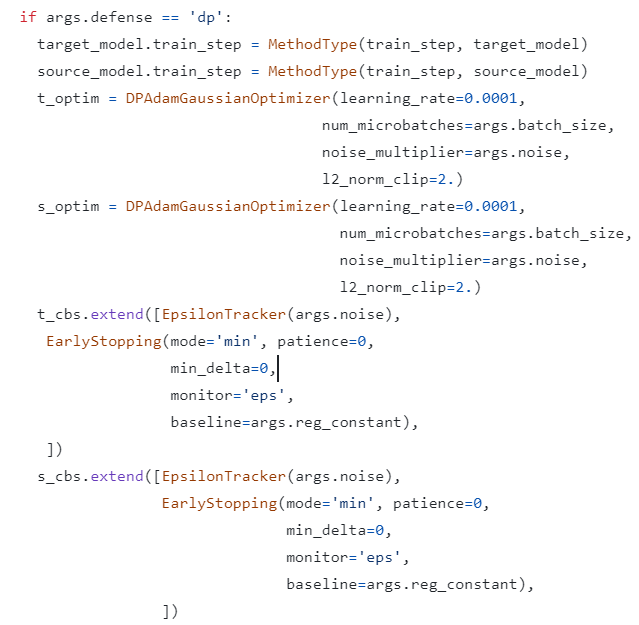 if args.defense == 'dp':
  target_model.train_step = MethodType(train_step, target_model)
  source_model.train_step = MethodType(train_step, source_model)
  t_optim = DPAdamGaussianOptimizer(learning_rate=0.0001,
                                    num_microbatches=args.batch_size,
                                    noise_multiplier=args.noise,
                                    l2_norm_clip=2.)
  s_optim = DPAdamGaussianOptimizer(learning_rate=0.0001,
                                      num_microbatches=args.batch_size,
                                      noise_multiplier=args.noise,
                                      l2_norm_clip=2.)
  t_cbs.extend([EpsilonTracker(args.noise),
   EarlyStopping(mode='min', patience=0,
                 min_delta=0,
                 monitor='eps',
                 baseline=args.reg_constant),
   ])
  s_cbs.extend([EpsilonTracker(args.noise),
                EarlyStopping(mode='min', patience=0,
                              min_delta=0,
                              monitor='eps',
                              baseline=args.reg_constant),
                ])